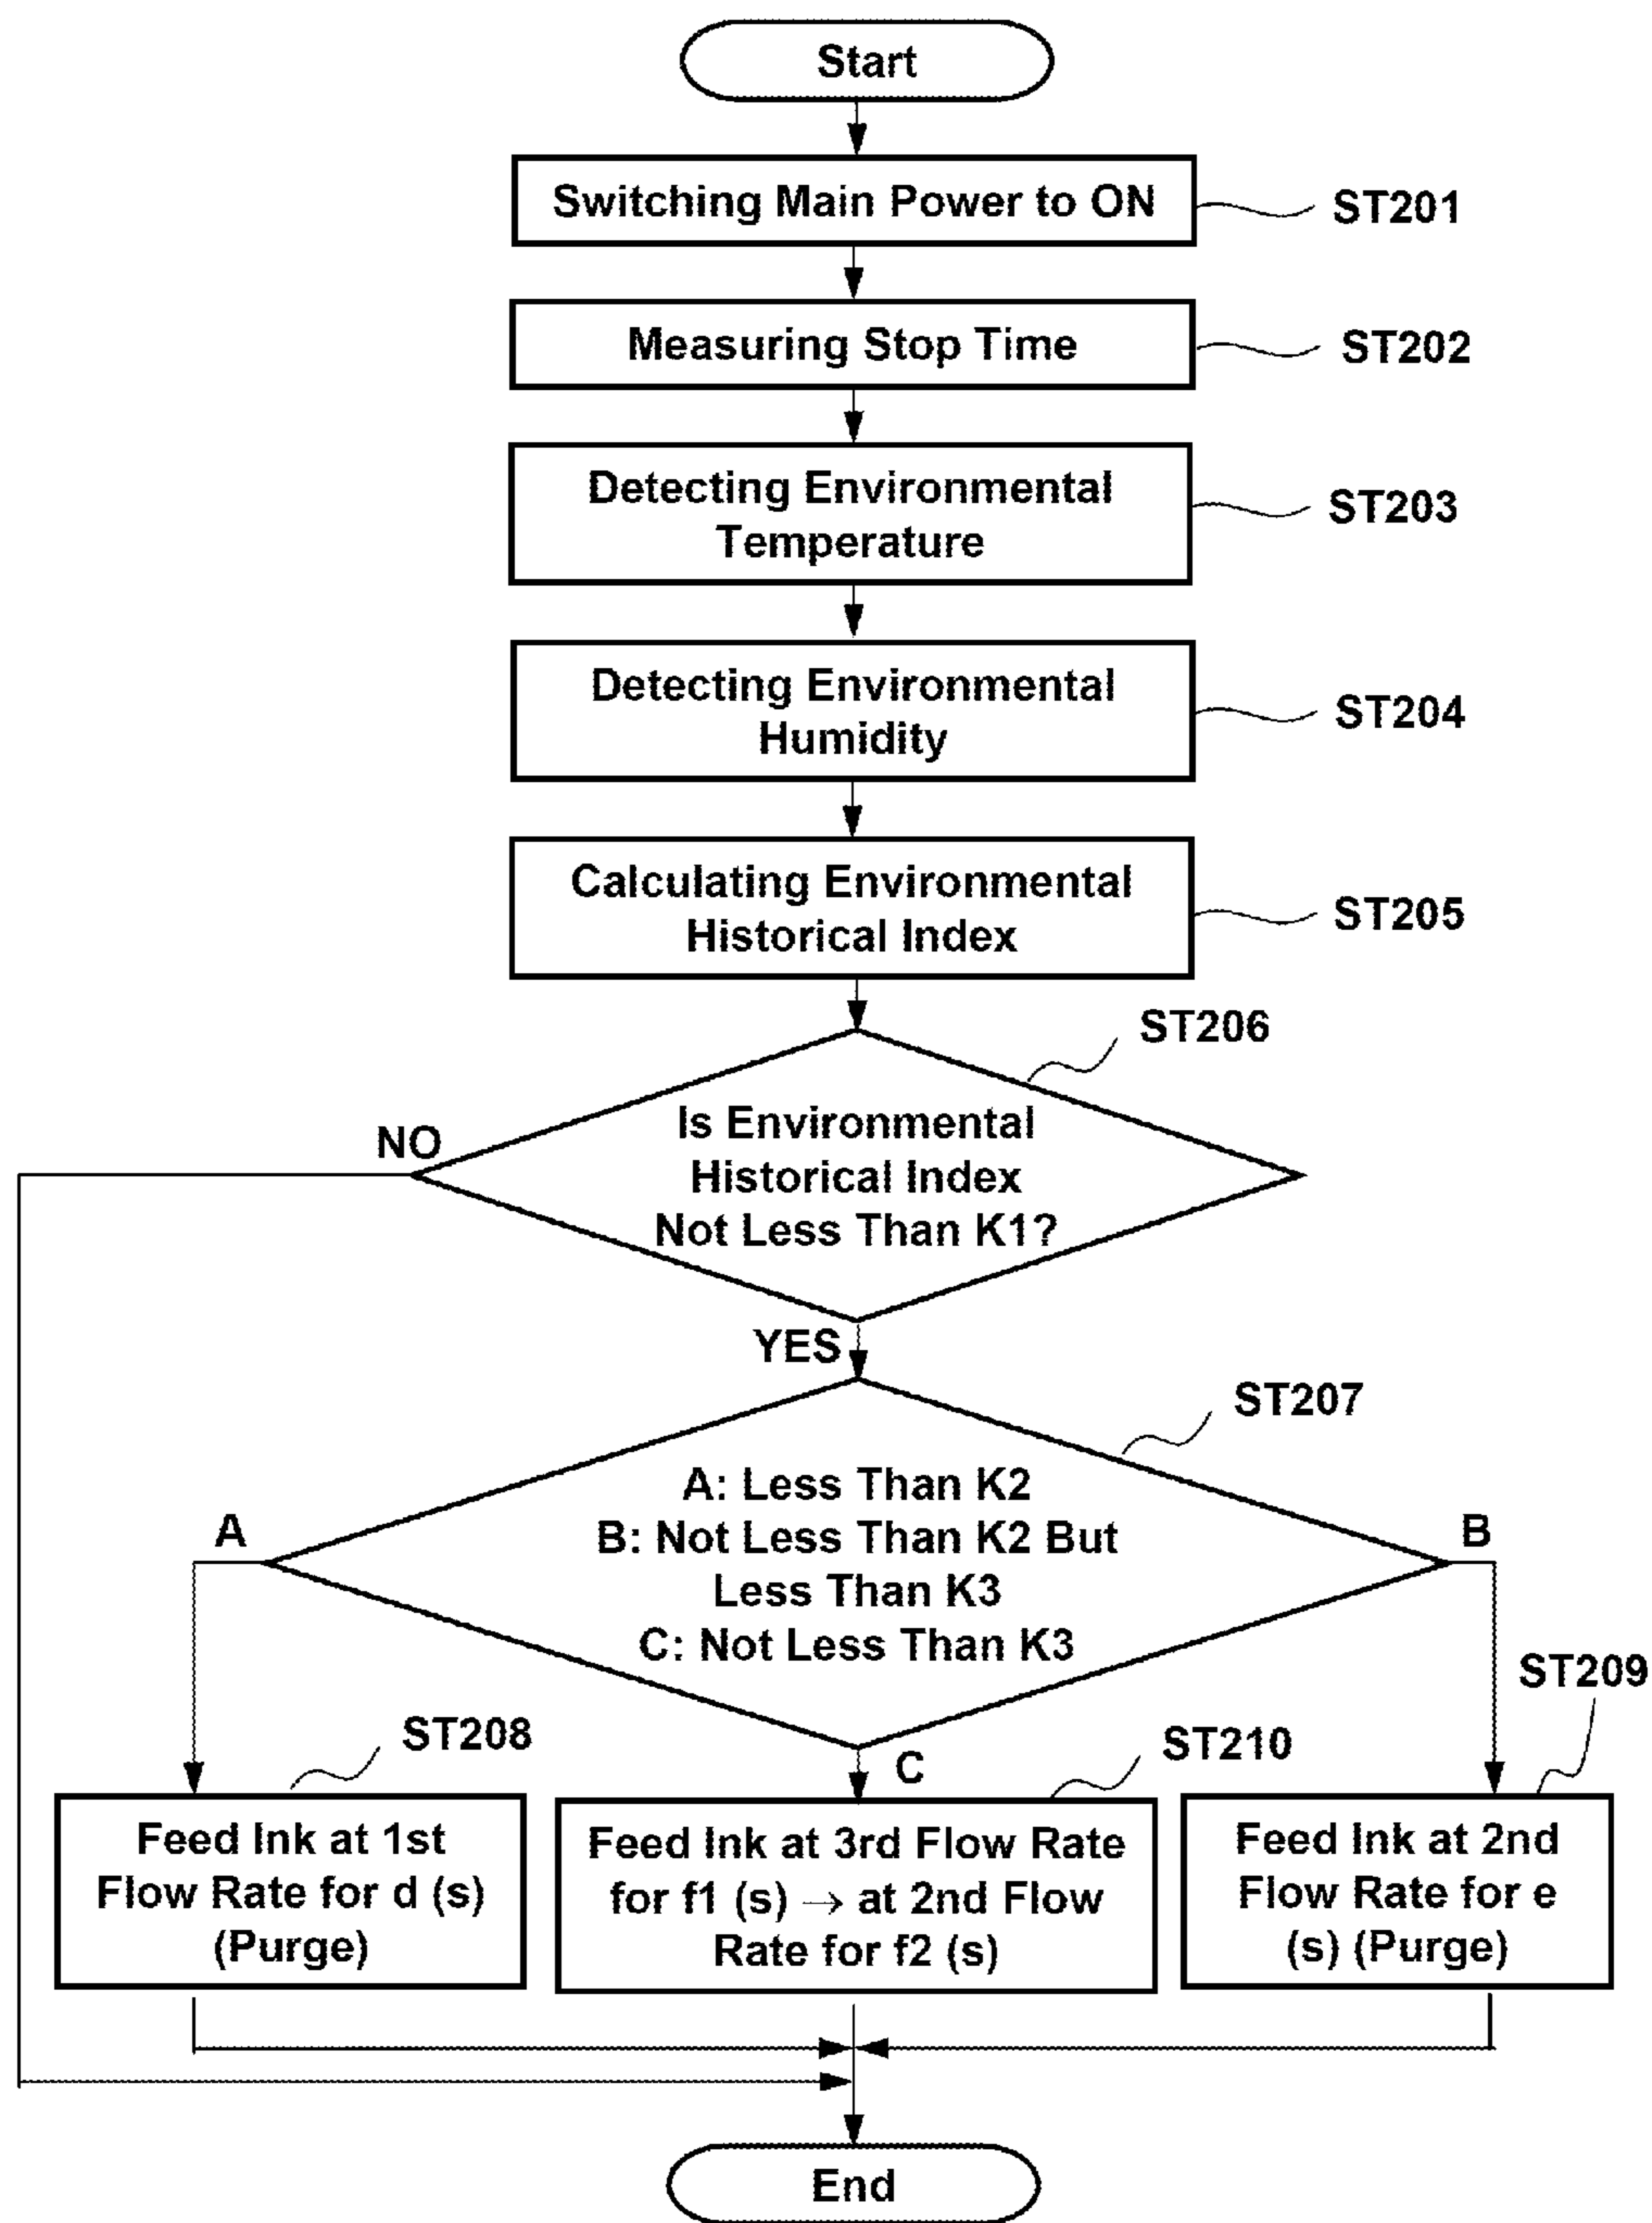 Start
Switching Main Power to ON
ST201
Measuring Stop Time
ST202
Detecting Environmental
Temperature
ST203
Detecting Environmental
Humidity
ST204
Calculating Environmental
Historical Index
ST205
ST206
Is Environmental
Historical Index
Not Less Than K1?
NO
YES
ST207
A: Less Than K2
B: Not Less Than K2 But
Less Than K3
C: Not Less Than K3
A
B
C
ST208
Feed Ink at 1st
Flow Rate for d (s)
(Purge)
ST210
Feed Ink at 3rd Flow Rate
for f1 (s) → at 2nd Flow
Rate for f2 (s)
ST209
Feed Ink at 2nd
Flow Rate for e
(s) (Purge)
End